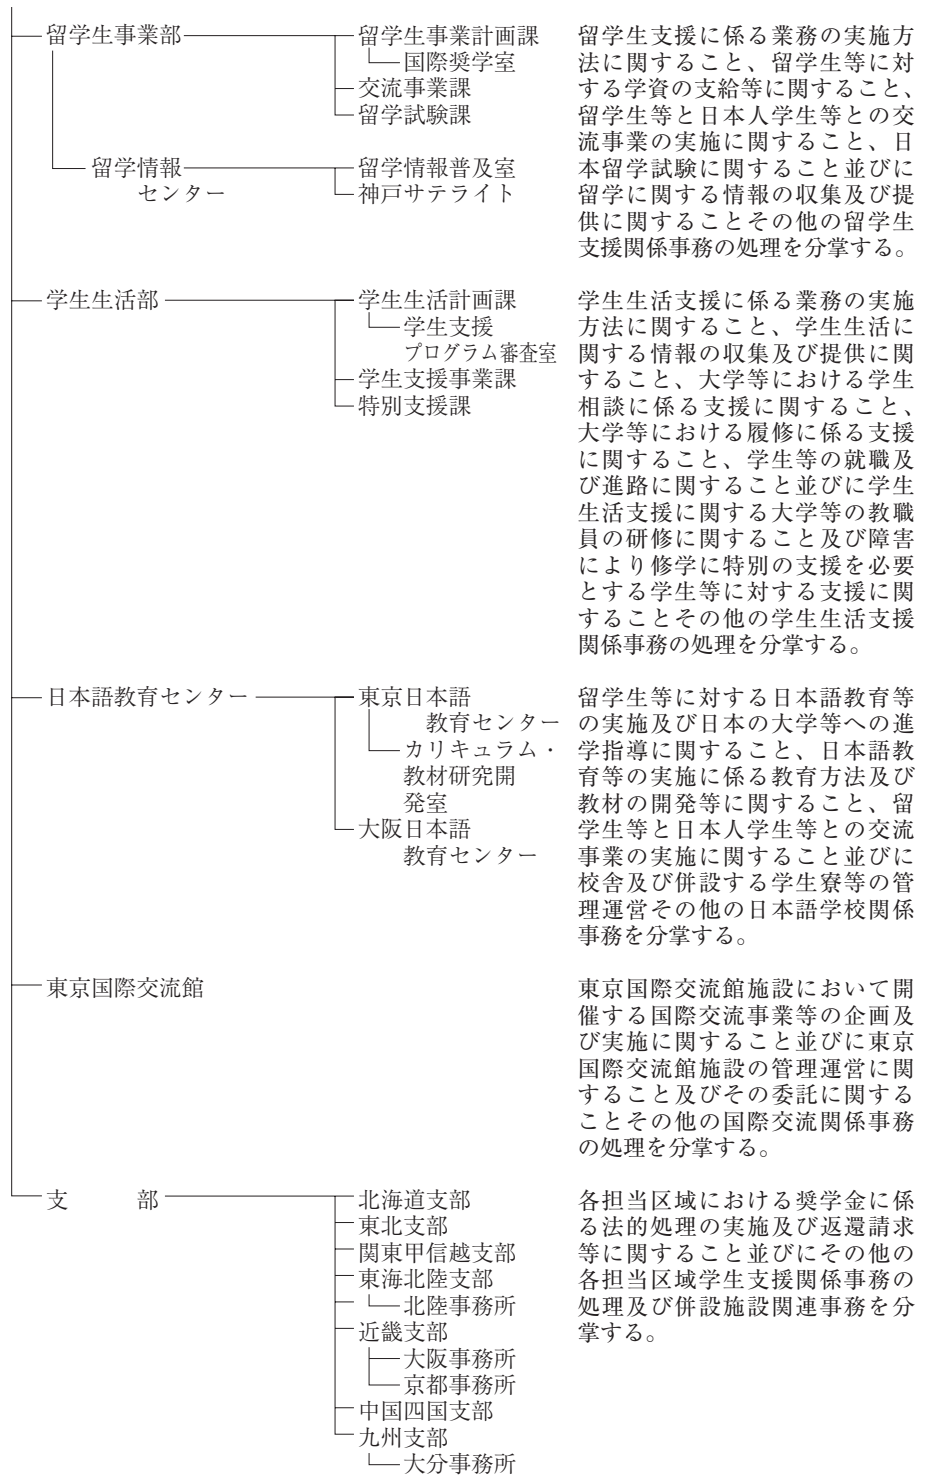 留学生事業部
留学生事業計画課
国際奨学室
交流事業課
留学試験課
留学情報
センター
留学情報普及室
神戸サテライト
留学生支援に係る業務の実施方
法に関すること、留学生等に対
する学資の支給等に関すること、
留学生等と日本人学生等との交
流事業の実施に関すること、日
本留学試験に関すること並びに
留学に関する情報の収集及び提
供に関することその他の留学生
支援関係事務の処理を分掌する。
学生生活部
学生生活計画課
学生支援
プログラム審査室
学生支援事業課
特別支援課
学生生活支援に係る業務の実施
方法に関すること、学生生活に
関する情報の収集及び提供に関
すること、大学等における学生
相談に係る支援に関すること、
大学等における履修に係る支援
に関すること、学生等の就職及
び進路に関すること並びに学生
生活支援に関する大学等の教職
員の研修に関すること及び障害
により修学に特別の支援を必要
とする学生等に対する支援に関
することその他の学生生活支援
関係事務の処理を分掌する。
日本語教育センター
東京日本語
教育センター
カリキュラム・
教材研究開
発室
大阪日本語
教育センター
留学生等に対する日本語教育等
の実施及び日本の大学等への進
学指導に関すること、日本語教
育等の実施に係る教育方法及び
教材の開発等に関すること、留
学生等と日本人学生等との交流
事業の実施に関すること並びに
校舎及び併設する学生寮等の管
理運営その他の日本語学校関係
事務を分掌する。
東京国際交流館
東京国際交流館施設において開
催する国際交流事業等の企画及
び実施に関すること並びに東京
国際交流館施設の管理運営に関
すること及びその委託に関する
ことその他の国際交流関係事務
の処理を分掌する。
支　　部
北海道支部
東北支部
関東甲信越支部
東海北陸支部
北陸事務所
近畿支部
大阪事務所
京都事務所
中国四国支部
九州支部
大分事務所
各担当区域における奨学金に係
る法的処理の実施及び返還請求
等に関すること並びにその他の
各担当区域学生支援関係事務の
処理及び併設施設関連事務を分
掌する。